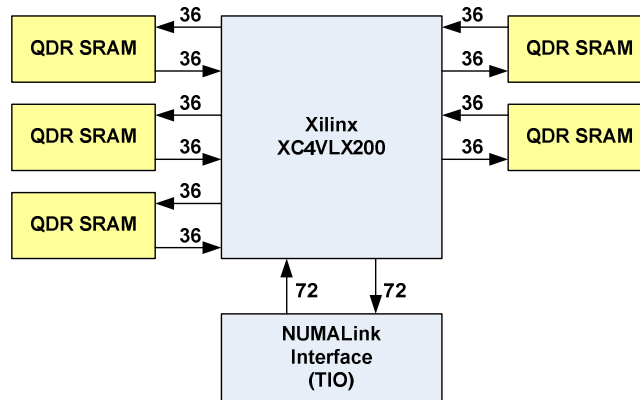 36
36
QDR SRAM
QDR SRAM
36
36
36
36
Xilinx
XC4VLX200
QDR SRAM
QDR SRAM
36
36
36
QDR SRAM
36
72
72
NUMALink
Interface
(TIO)